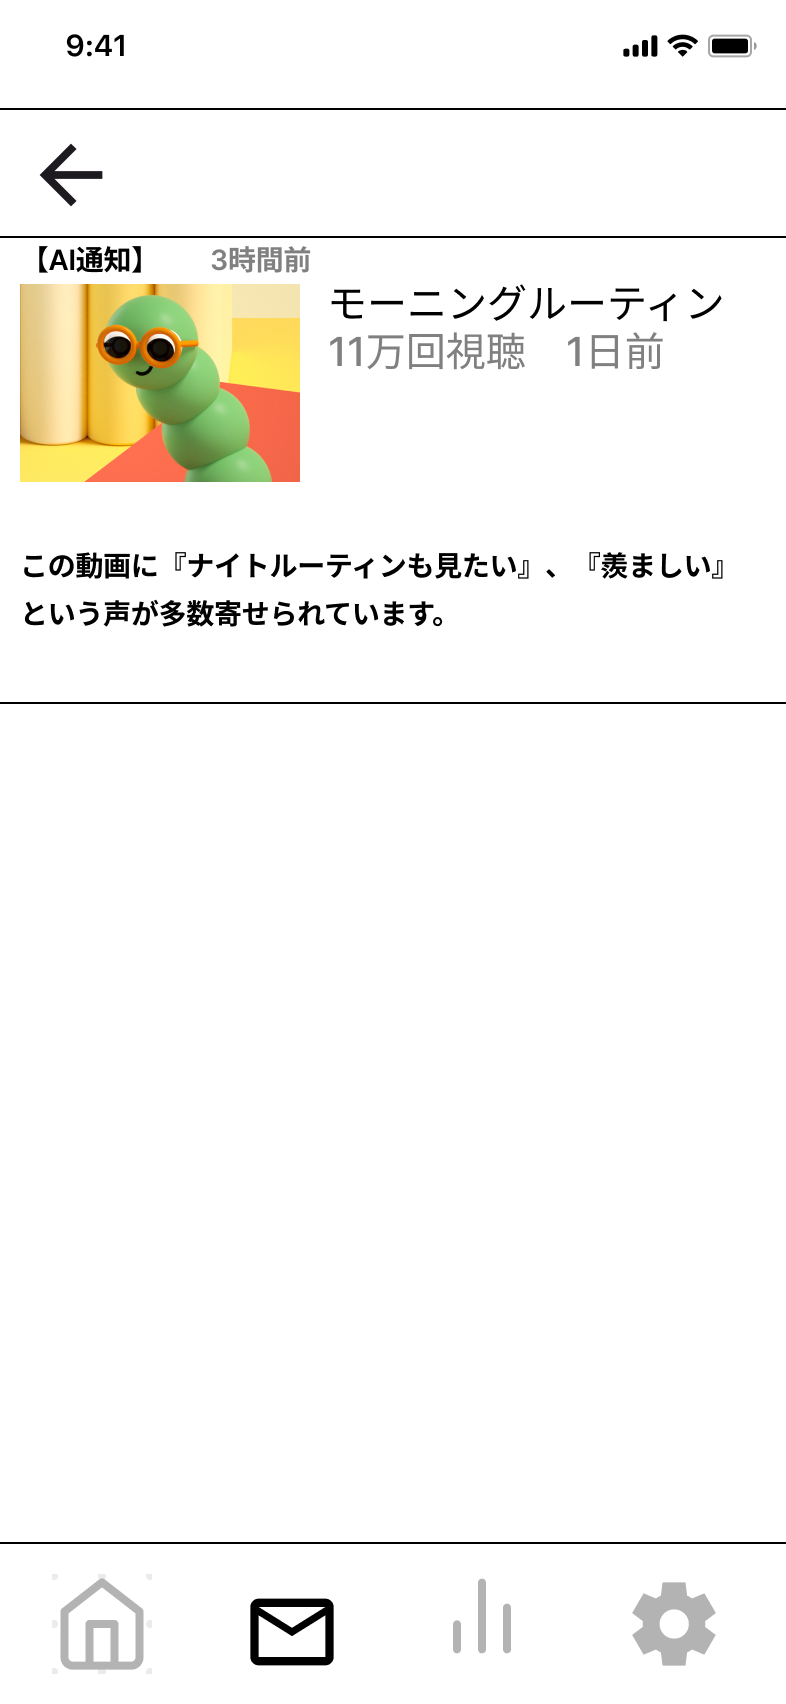 9:41
【AI通知】 3時間前
モーニングルーティン
11万回視聴 1日前
この動画に『ナイトルーティンも見たい』、『羨ましい』
という声が多数寄せられています。